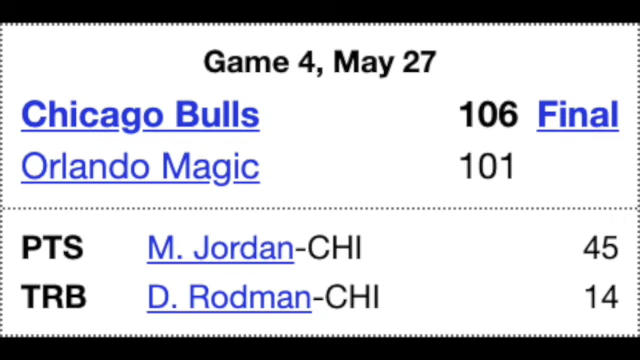 Game 4, May 27
Chicago Bulls 106 Final
Orlando Magic 101
PTS M. Jordan-CHI 45
TRB D. Rodman-CHI 14